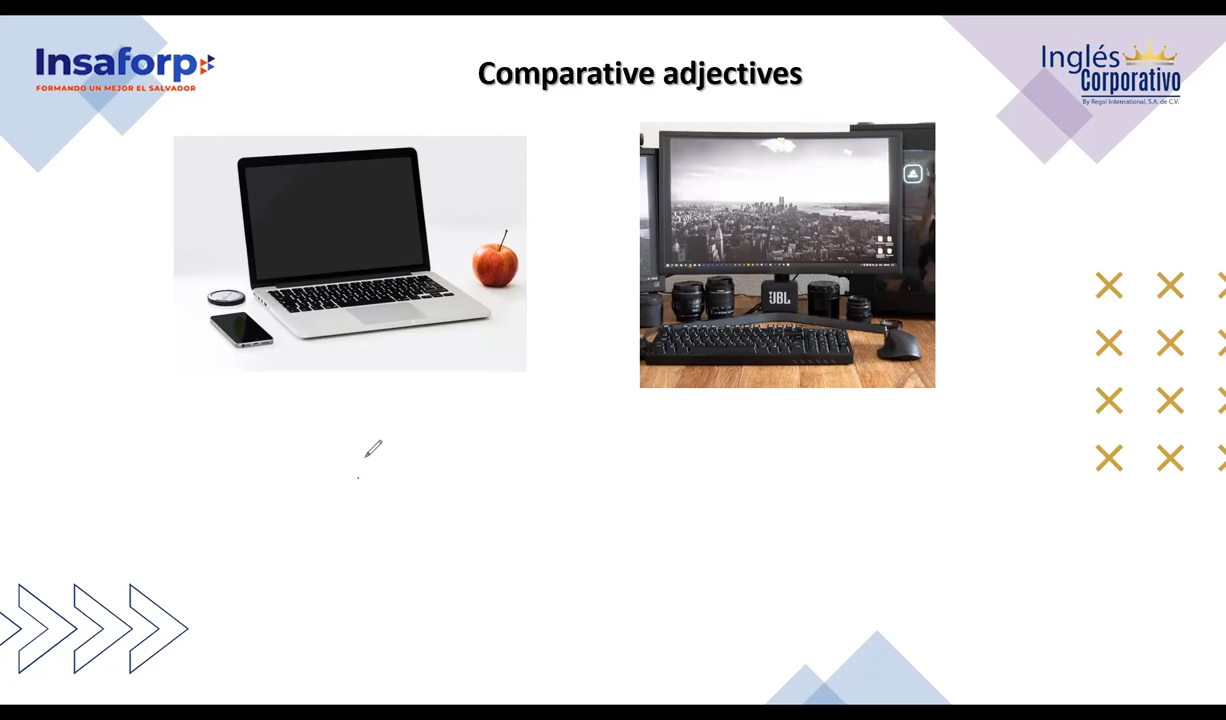 Insaforp
FORMANDO UN MEJOR EL SALVADOR
Comparative adjectives
Inglés
Corporativo
By Regal International, S.A. de C.V.
JBL